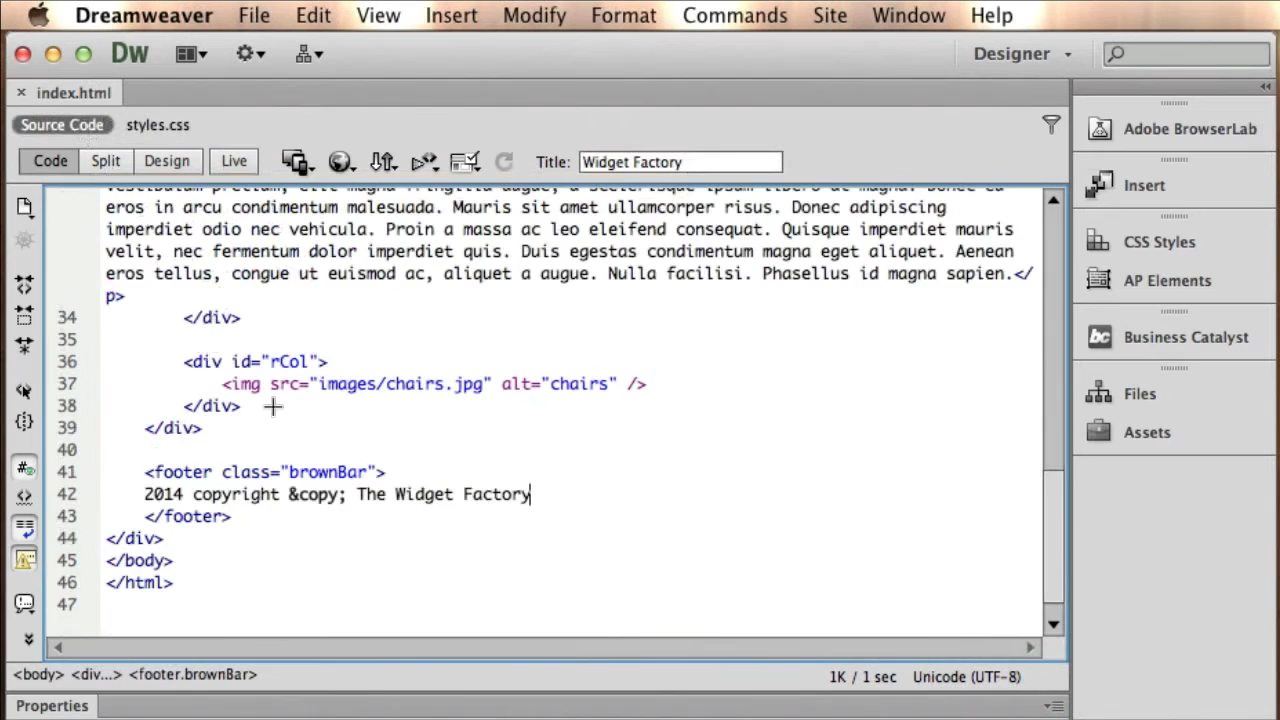 Dreamweaver File Edit View Insert Modify Format Commands Site Window Help
Dw Designer
× index.html
Source Code styles.css
Adobe BrowserLab
Code Split Design Live Title: Widget Factory
Insert
eros in arcu condimentum malesuada. Mauris sit amet ullamcorper risus. Donec adipiscing
imperdiet odio nec vehicula. Proin a massa ac leo eleifend consequat. Quisque imperdiet mauris
CSS Styles
velit, nec fermentum dolor imperdiet quis. Duis egestas condimentum magna eget aliquet. Aenean
eros tellus, congue ut euismod ac, aliquet a augue. Nulla facilisi. Phasellus id magna sapien.</
AP Elements
p>
34 </div>
35
Business Catalyst
36 <div id="rCol">
37 <img src="images/chairs.jpg" alt="chairs" />
Files
38 </div>
39 </div>
Assets
40
41 <footer class="brownBar">
42 2014 copyright &copy; The Widget Factory
43 </footer>
44 </div>
45 </body>
46 </html>
47
<body> <div...> <footer.brownBar> 1K / 1 sec Unicode (UTF-8)
Properties